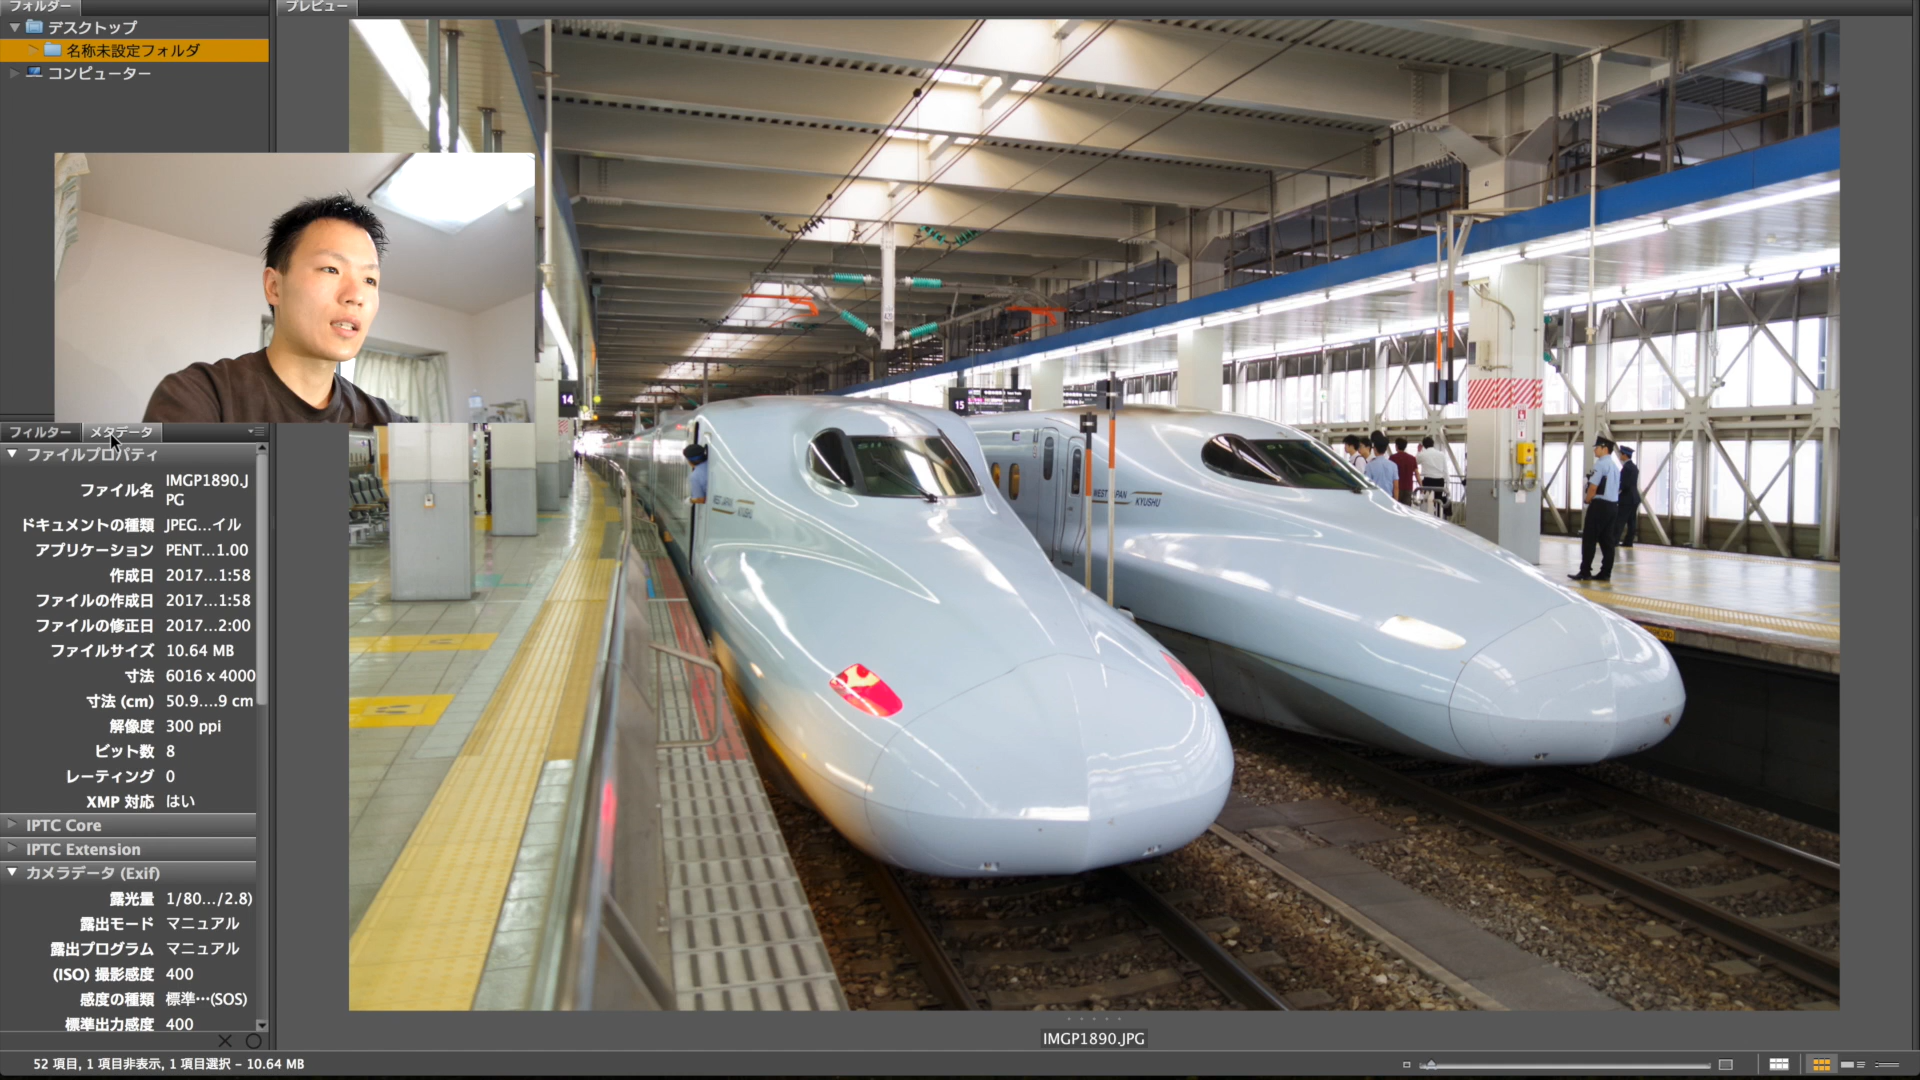 フォルダー
プレビュー
デスクトップ
名称未設定フォルダ
コンピューター
14
15
WEST JAPAN
KYUSHU
WEST JAPAN
KYUSHU
フィルター
メタデータ
ファイルプロパティ
ファイル名 IMGP1890.J
PG
ドキュメントの種類 JPEG...イル
アプリケーション PENT...1.00
作成日 2017...1:58
ファイルの作成日 2017...1:58
ファイルの修正日 2017...2:00
ファイルサイズ 10.64 MB
寸法 6016 x 4000
寸法 (cm) 50.9....9 cm
解像度 300 ppi
ビット数 8
レーティング 0
XMP 対応 はい
IPTC Core
IPTC Extension
カメラデータ (Exif)
露光量 1/80.../2.8)
露出モード マニュアル
露出プログラム マニュアル
(ISO) 撮影感度 400
感度の種類 標準…(SOS)
標準出力感度 400
IMGP1890.JPG
52 項目, 1 項目非表示, 1 項目選択 - 10.64 MB